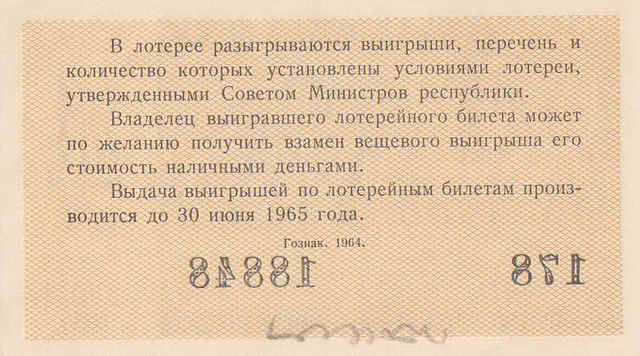 В лотерее разыгрываются выигрыши, перечень и
количество которых установлены условиями лотереи,
утвержденными Советом Министров республики.
Владелец выигравшего лотерейного билета может
по желанию получить взамен вещевого выигрыша его
стоимость наличными деньгами.
Выдача выигрышей по лотерейным билетам произ-
водится до 30 июня 1965 года.
Гознак. 1964.
18848 178